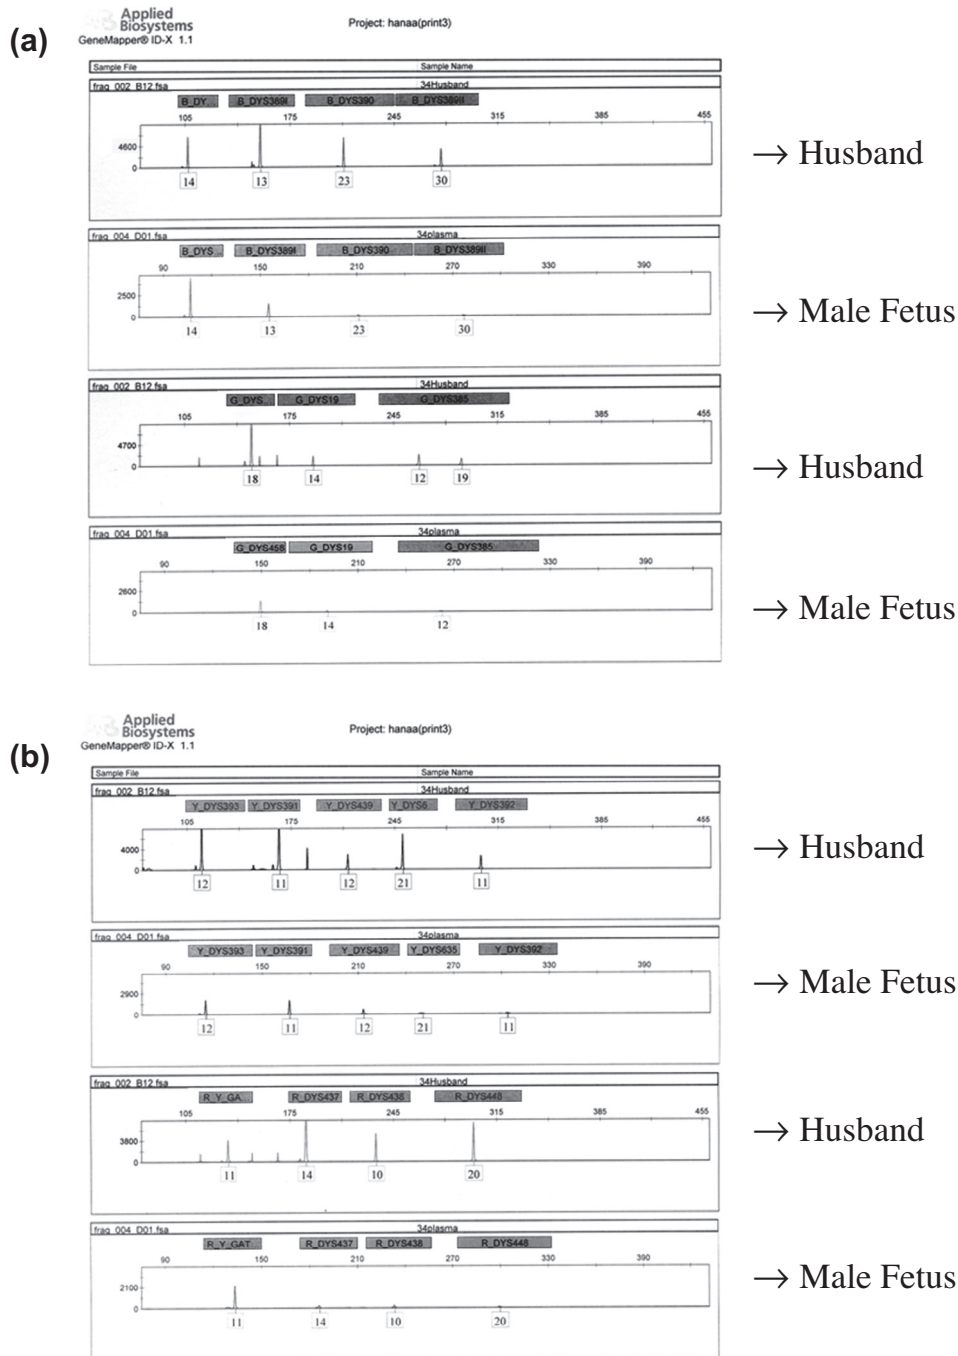 (a)
Applied
Biosystems
GeneMapper® ID-X 1.1
Project: hanaa(print3)
Sample File Sample Name
frag_002_B12.fsa 34Husband
B_DY... B_DYS389I B_DYS390 B_DYS389II
105 175 245 315 385 455
4600
0
14 13 23 30
→ Husband
frag_004_D01.fsa 34plasma
B_DYS... B_DYS389I B_DYS390 B_DYS389II
90 150 210 270 330 390
2500
0
14 13 23 30
→ Male Fetus
frag_002_B12.fsa 34Husband
G_DYS... G_DYS19 G_DYS385
105 175 245 315 385 455
4700
0
18 14 12 19
→ Husband
frag_004_D01.fsa 34plasma
G_DYS458 G_DYS19 G_DYS385
90 150 210 270 330 390
2600
0
18 14 12
→ Male Fetus
(b)
Applied
Biosystems
GeneMapper® ID-X 1.1
Project: hanaa(print3)
Sample File Sample Name
frag_002_B12.fsa 34Husband
Y_DYS393 Y_DYS391 Y_DYS439 Y_DYS6 Y_DYS392
105 175 245 315 385 455
4000
0
12 11 12 21 11
→ Husband
frag_004_D01.fsa 34plasma
Y_DYS393 Y_DYS391 Y_DYS439 Y_DYS635 Y_DYS392
90 150 210 270 330 390
2900
0
12 11 12 21 11
→ Male Fetus
frag_002_B12.fsa 34Husband
R_Y_GA... R_DYS437 R_DYS438 R_DYS448
105 175 245 315 385 455
3800
0
11 14 10 20
→ Husband
frag_004_D01.fsa 34plasma
R_Y_GAT R_DYS437 R_DYS438 R_DYS448
90 150 210 270 330 390
2100
0
11 14 10 20
→ Male Fetus